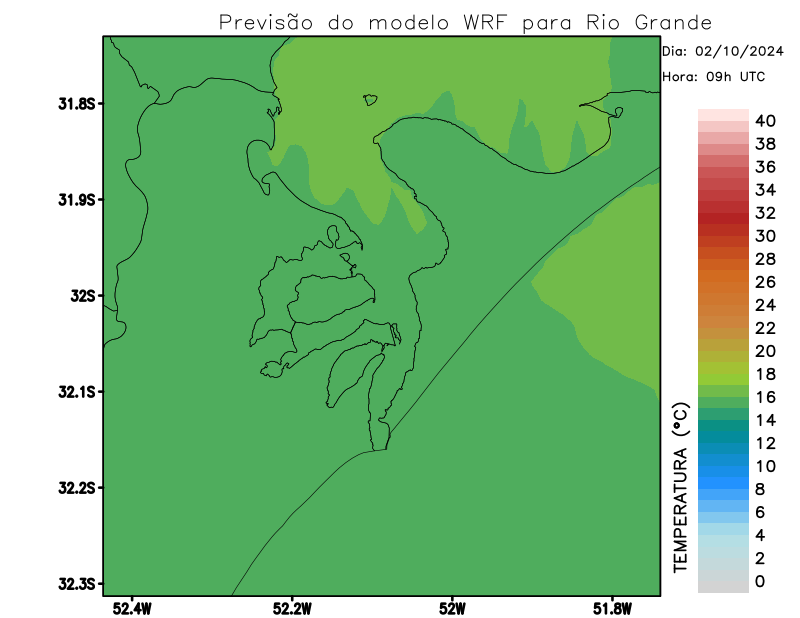 Previsão do modelo WRF para Rio Grande
Dia: 02/10/2024
Hora: 09h UTC
31.8S
31.9S
32S
32.1S
32.2S
32.3S
52.4W
52.2W
52W
51.8W
TEMPERATURA (°C)
40
38
36
34
32
30
28
26
24
22
20
18
16
14
12
10
8
6
4
2
0